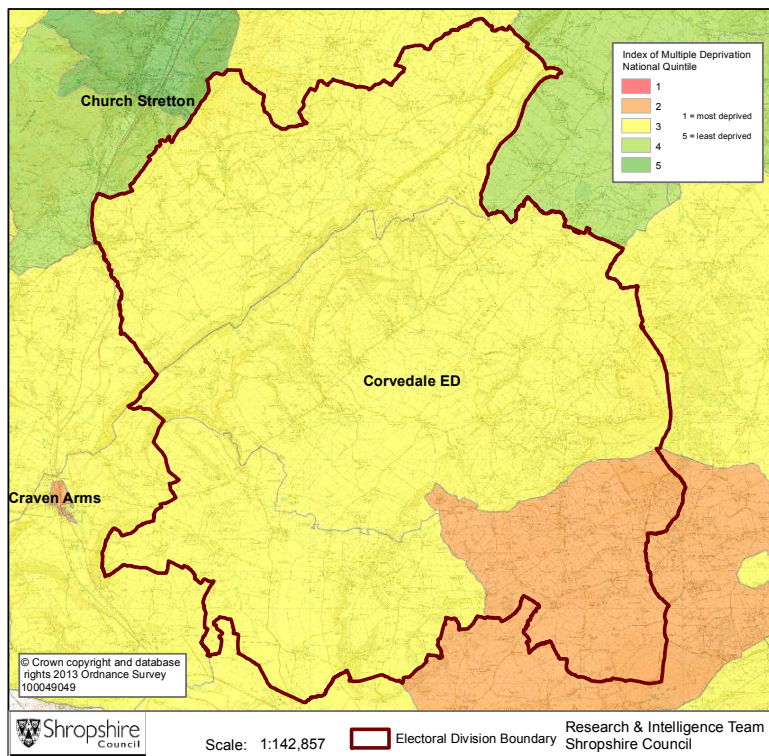 Church Stretton
Index of Multiple Deprivation
National Quintile
1
2
3
4
5
1 = most deprived
5 = least deprived
Corvedale ED
Craven Arms
© Crown copyright and database
rights 2013 Ordnance Survey
100049049
Shropshire
Council
Scale: 1:142,857
Electoral Division Boundary
Research & Intelligence Team
Shropshire Council